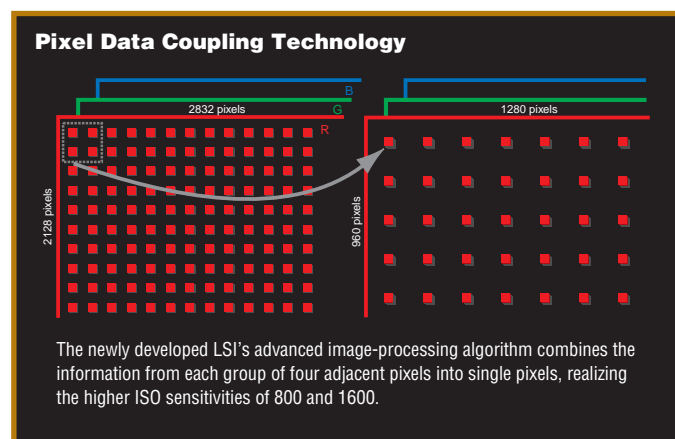 Pixel Data Coupling Technology
B
2832 pixels
G
R
2128 pixels
1280 pixels
960 pixels
The newly developed LSI's advanced image-processing algorithm combines the
information from each group of four adjacent pixels into single pixels, realizing
the higher ISO sensitivities of 800 and 1600.